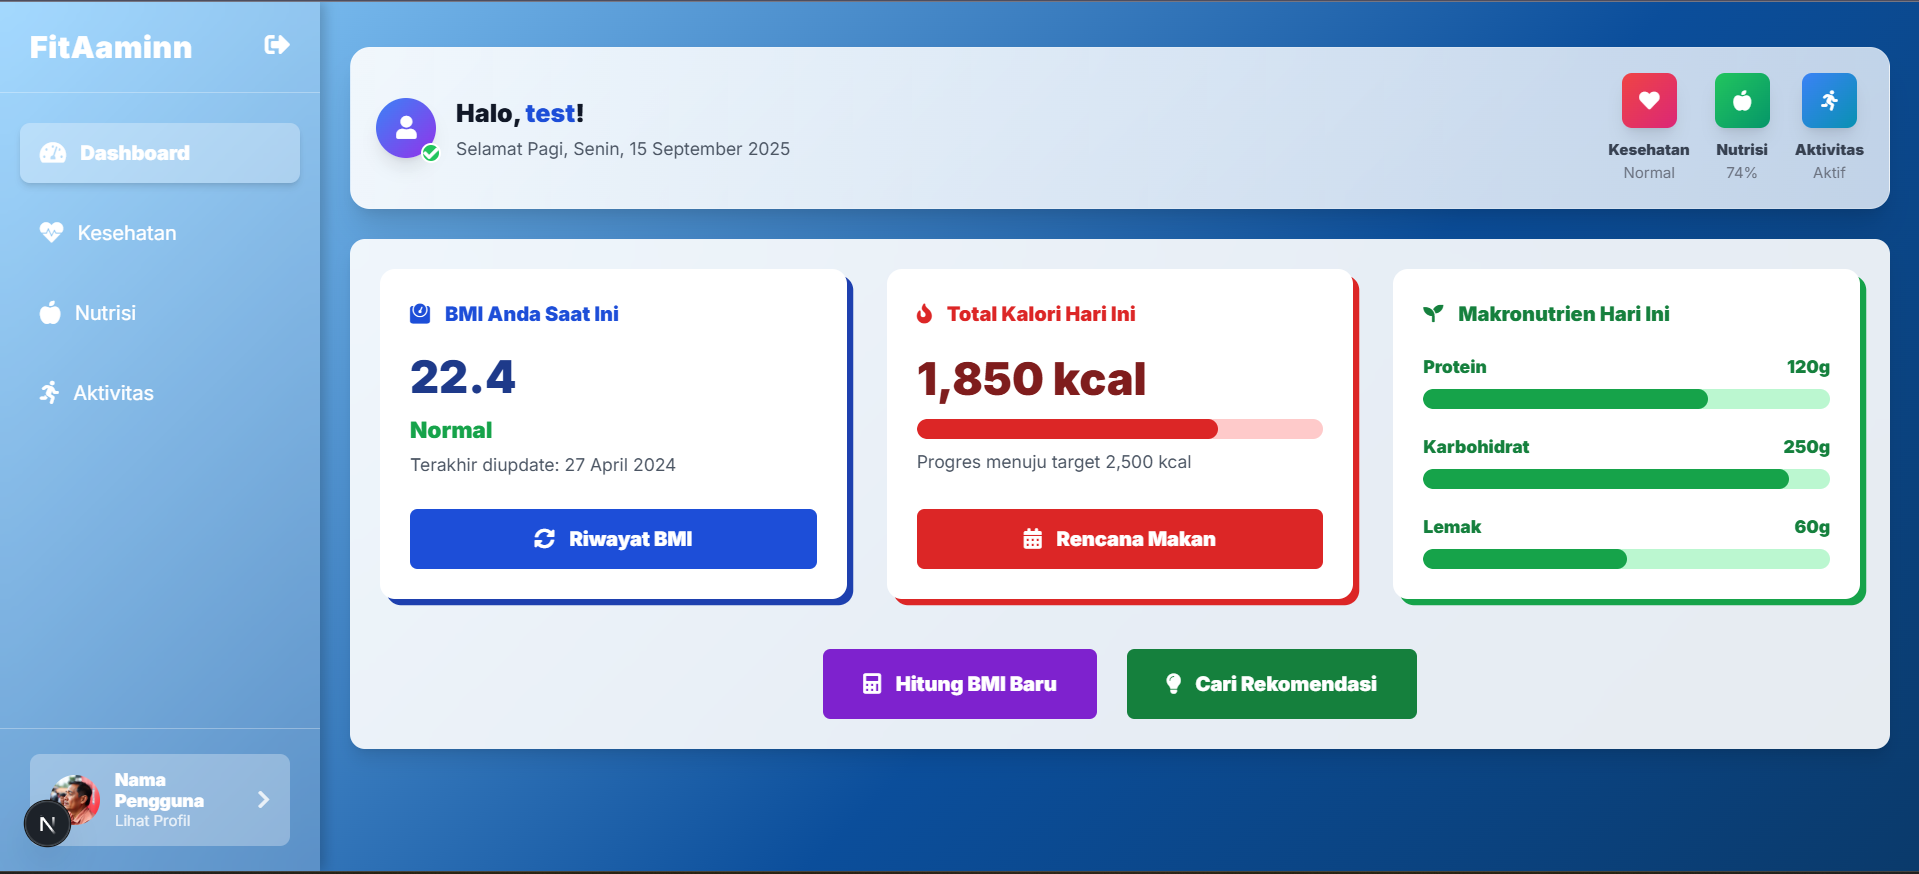 FitAaminn
Dashboard
Kesehatan
Nutrisi
Aktivitas
Nama
Pengguna
Lihat Profil
N
Halo, test!
Selamat Pagi, Senin, 15 September 2025
Kesehatan
Normal
Nutrisi
74%
Aktivitas
Aktif
BMI Anda Saat Ini
22.4
Normal
Terakhir diupdate: 27 April 2024
Riwayat BMI
Total Kalori Hari Ini
1,850 kcal
Progres menuju target 2,500 kcal
Rencana Makan
Makronutrien Hari Ini
Protein 120g
Karbohidrat 250g
Lemak 60g
Hitung BMI Baru
Cari Rekomendasi